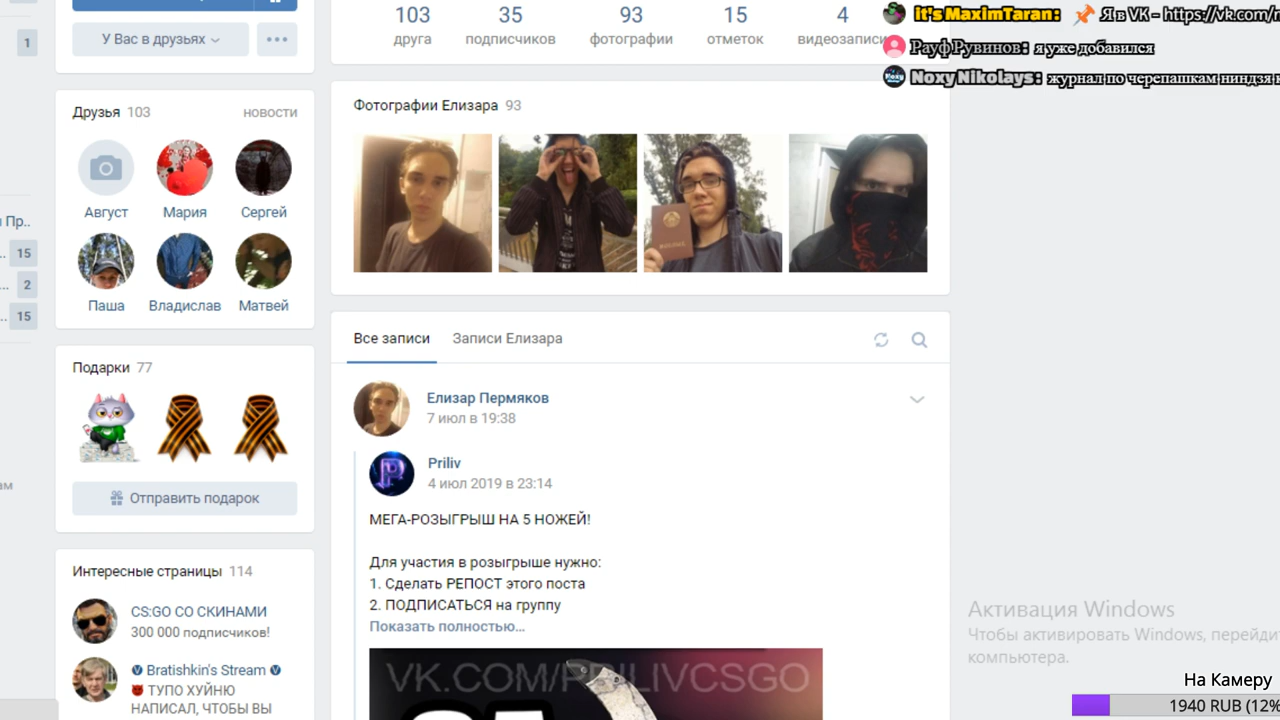 У Вас в друзьях
1
Друзья 103
новости
Август
Мария
Сергей
Паша
Владислав
Матвей
Пр..
15
2
15
Подарки 77
Отправить подарок
Интересные страницы 114
CS:GO СО СКИНАМИ
300 000 подписчиков!
Bratishkin's Stream
ТУПО ХУЙНЮ
НАПИСАЛ, ЧТОБЫ ВЫ
103
друга
35
подписчиков
93
фотографии
15
отметок
4
видеозаписи
Фотографии Елизара 93
Все записи
Записи Елизара
Елизар Пермяков
7 июл в 19:38
Priliv
4 июл 2019 в 23:14
МЕГА-РОЗЫГРЫШ НА 5 НОЖЕЙ!
Для участия в розыгрыше нужно:
1. Сделать РЕПОСТ этого поста
2. ПОДПИСАТЬСЯ на группу
Показать полностью...
VK.COM/PRILIVCSGO
it's MaximTaran: Я в VK - https://vk.com/
Рауф Рувинов: я уже добавился
Noxy Nikolays: журнал по черепашкам ниндзя
Активация Windows
Чтобы активировать Windows,
компьютера.
На Камеру
1940 RUB (12%